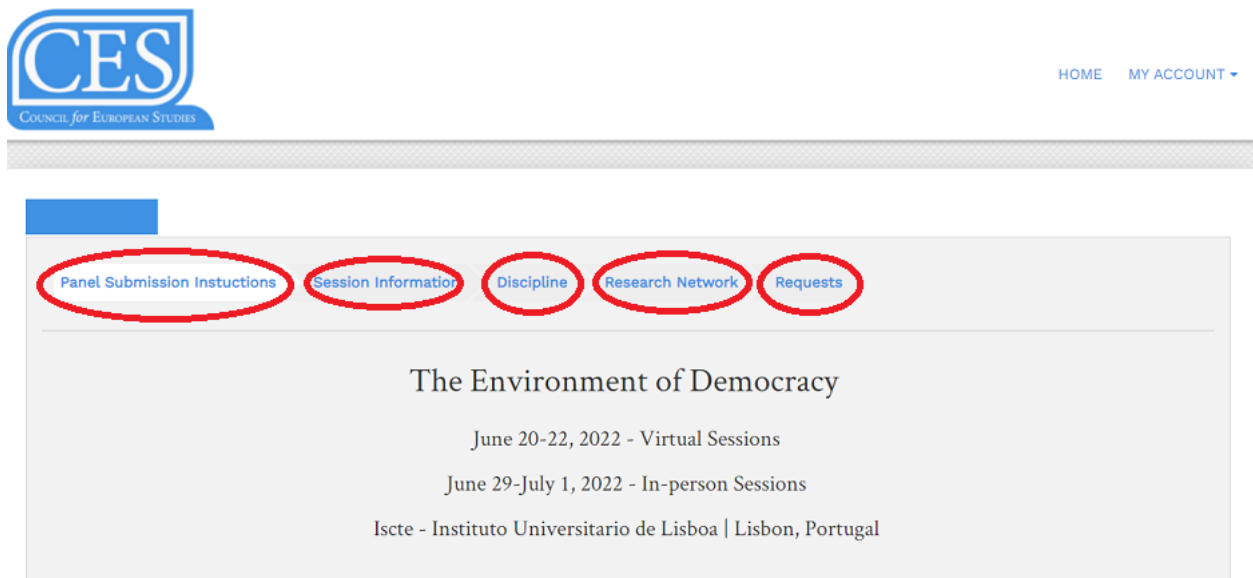 CES
COUNCIL for EUROPEAN STUDIES
HOME MY ACCOUNT
Panel Submission Instuctions Session Information Discipline Research Network Requests
The Environment of Democracy
June 20-22, 2022 - Virtual Sessions
June 29-July 1, 2022 - In-person Sessions
Iscte - Instituto Universitario de Lisboa | Lisbon, Portugal